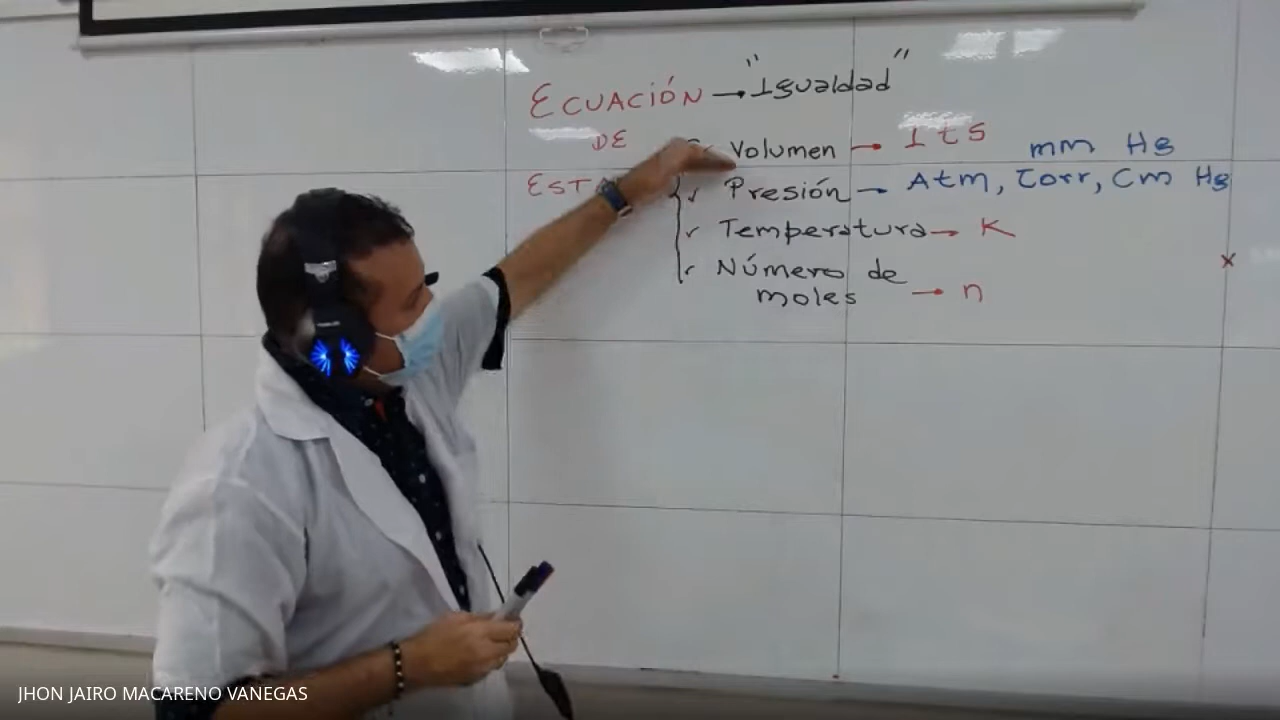 ECUACIÓN → "Igualdad"
DE
Volumen → lts
mm Hg
Presión → Atm, Torr, Cm Hg
Temperatura → K
Número de
moles → n
x
JHON JAIRO MACARENO VANEGAS